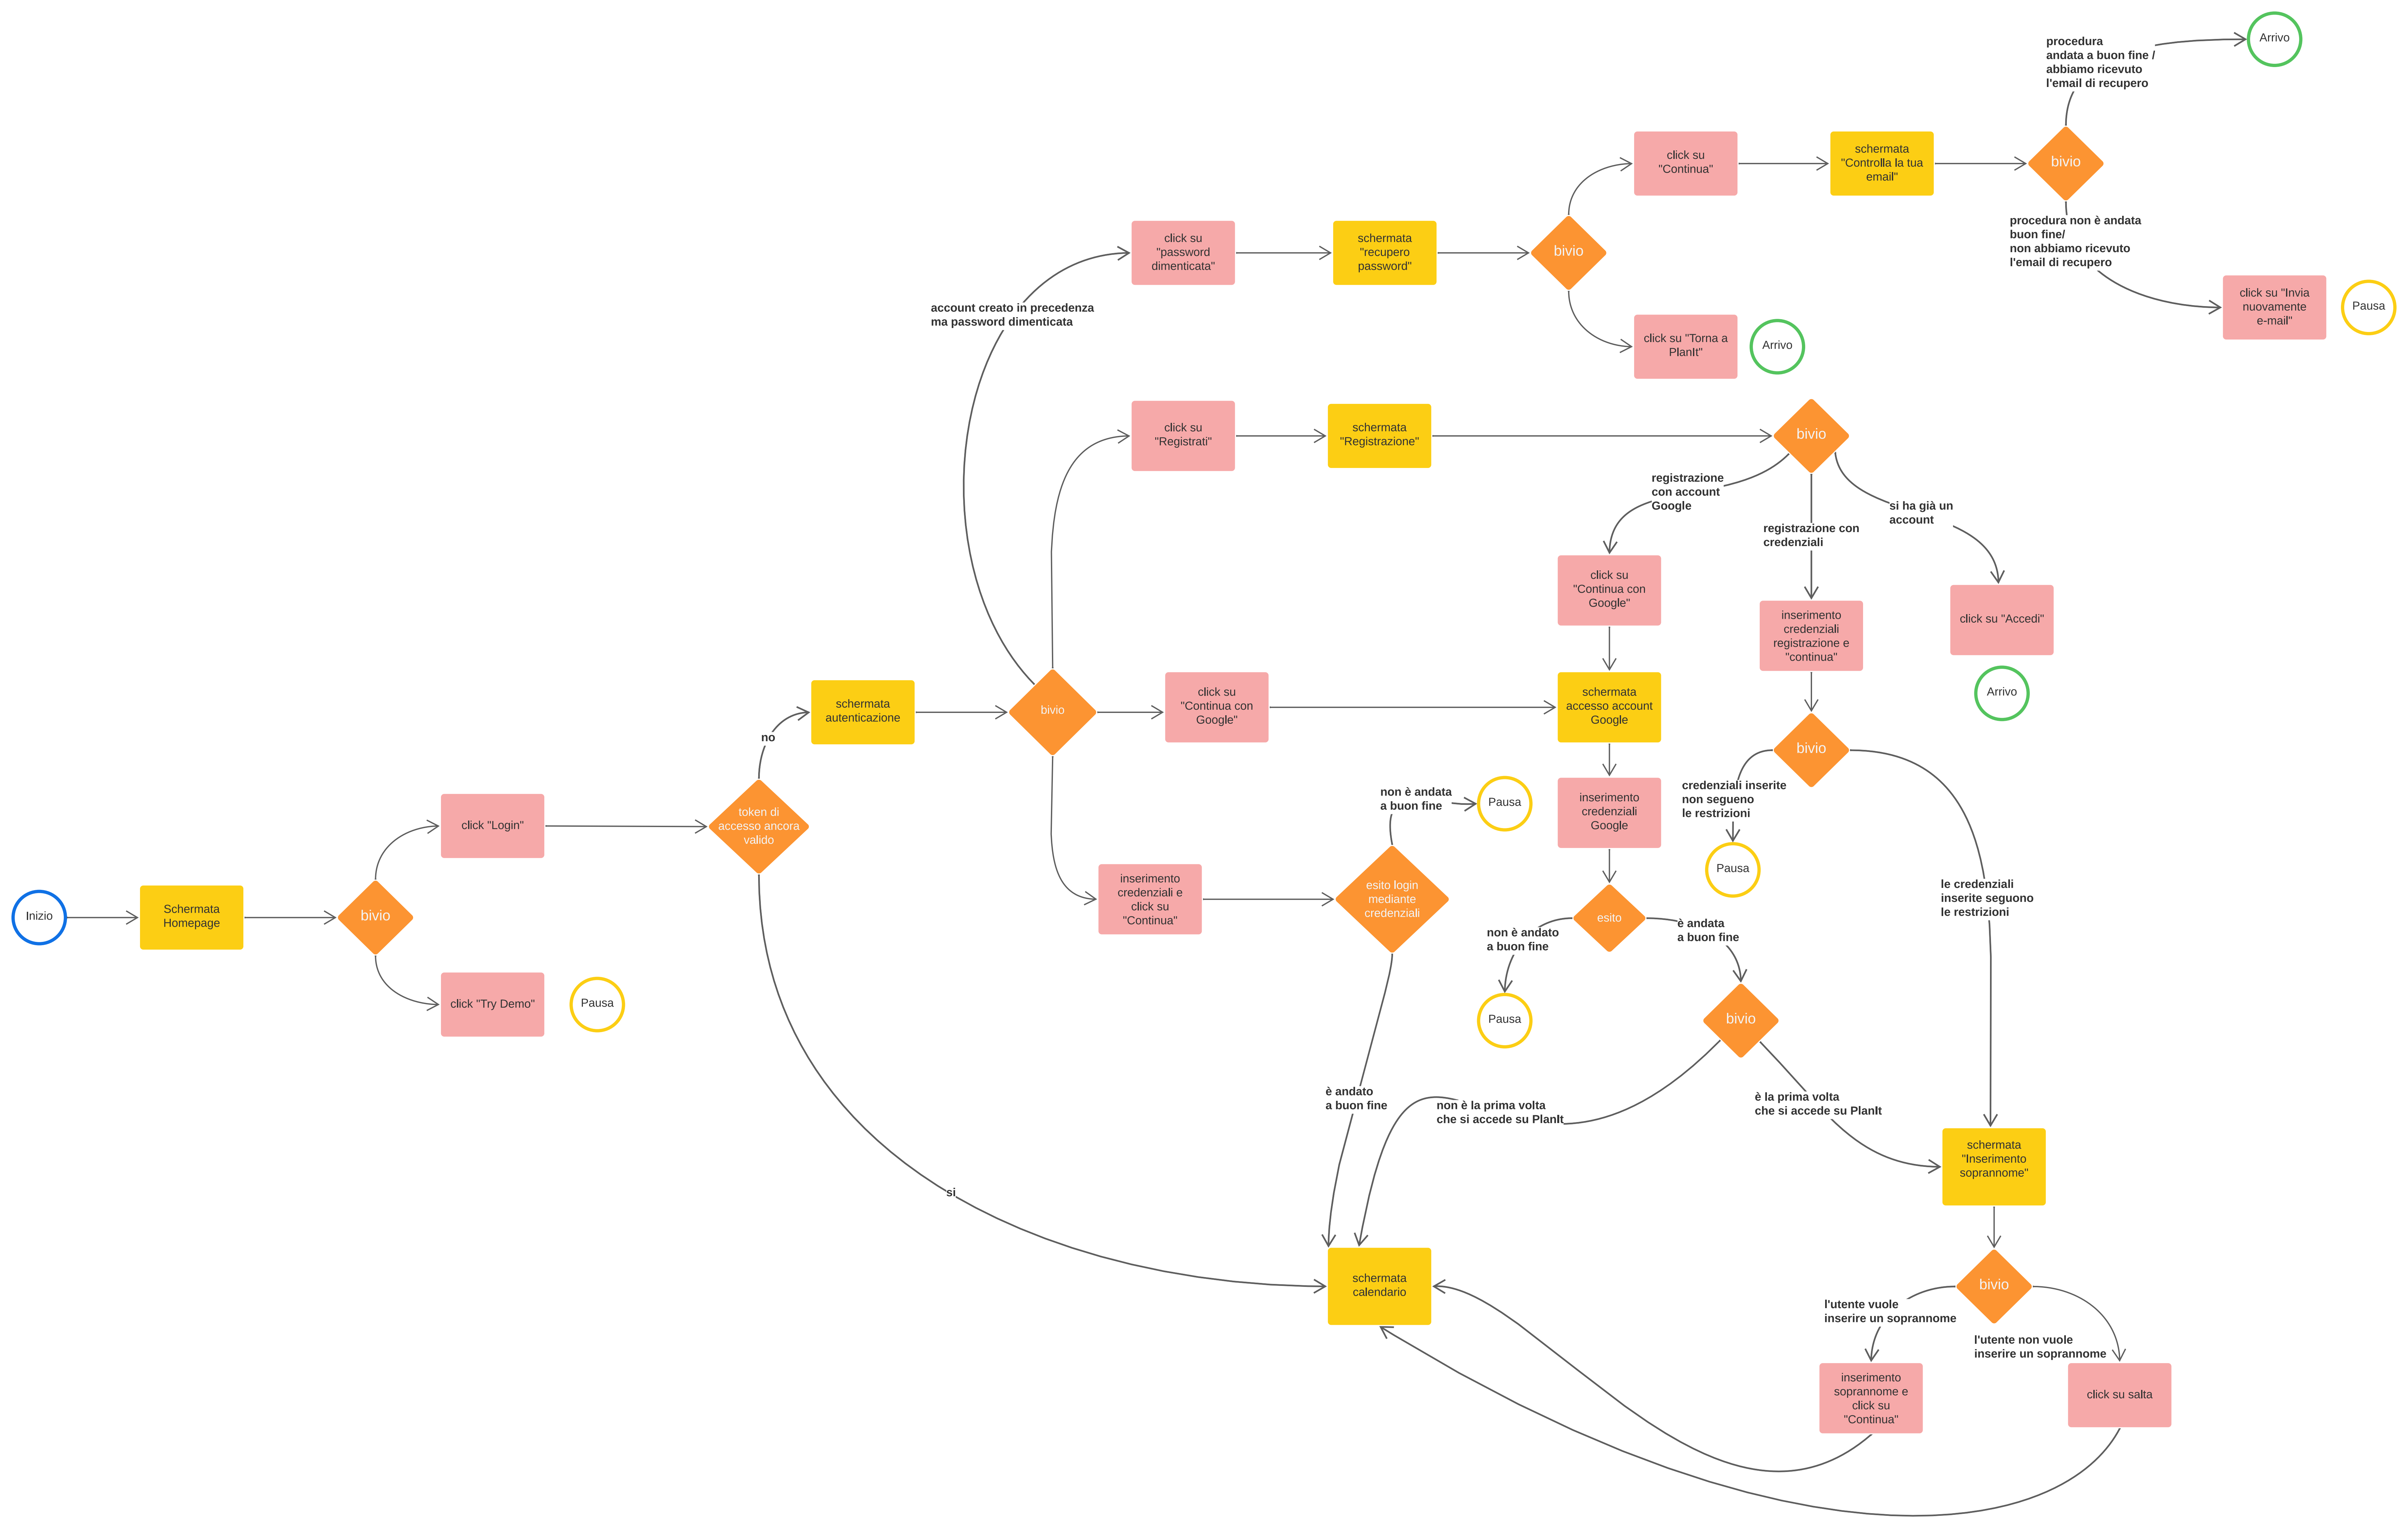 procedura
andata a buon fine /
abbiamo ricevuto
l'email di recupero
Arrivo
click su
"Continua"
schermata
"Controlla la tua
email"
bivio
procedura non è andata
buon fine/
non abbiamo ricevuto
l'email di recupero
click su
"password
dimenticata"
schermata
"recupero
password"
bivio
click su "Invia
nuovamente
e-mail"
Pausa
account creato in precedenza
ma password dimenticata
click su "Torna a
PlanIt"
Arrivo
click su
"Registrati"
schermata
"Registrazione"
bivio
registrazione
con account
Google
registrazione con
credenziali
si ha già un
account
click su
"Continua con
Google"
inserimento
credenziali
registrazione e
"continua"
click su "Accedi"
Arrivo
no
schermata
autenticazione
bivio
click su
"Continua con
Google"
schermata
accesso account
Google
bivio
credenziali inserite
non seguono
le restrizioni
Pausa
le credenziali
inserite seguono
le restrizioni
click "Login"
token di
accesso ancora
valido
non è andata
a buon fine
Pausa
inserimento
credenziali
Google
Inizio
Schermata
Homepage
bivio
inserimento
credenziali e
click su
"Continua"
esito login
mediante
credenziali
esito
non è andato
a buon fine
è andata
a buon fine
click "Try Demo"
Pausa
Pausa
bivio
è andato
a buon fine
non è la prima volta
che si accede su PlanIt
è la prima volta
che si accede su PlanIt
schermata
"Inserimento
soprannome"
si
schermata
calendario
bivio
l'utente vuole
inserire un soprannome
l'utente non vuole
inserire un soprannome
inserimento
soprannome e
click su
"Continua"
click su salta